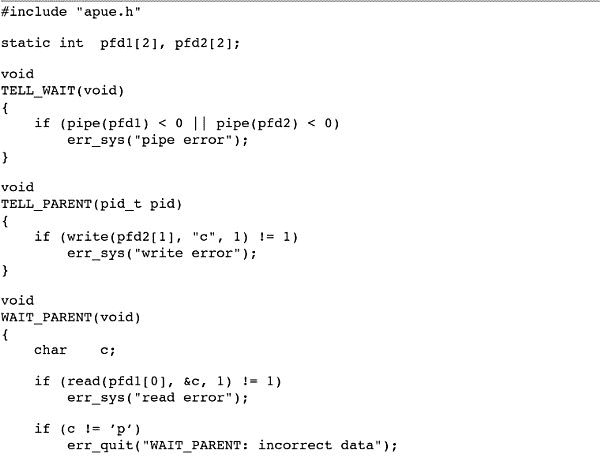 #include "apue.h"
static int  pfd1[2], pfd2[2];
void
TELL_WAIT(void)
{
    if (pipe(pfd1) < 0 || pipe(pfd2) < 0)
        err_sys("pipe error");
}
void
TELL_PARENT(pid_t pid)
{
    if (write(pfd2[1], "c", 1) != 1)
        err_sys("write error");
}
void
WAIT_PARENT(void)
{
    char    c;
    if (read(pfd1[0], &c, 1) != 1)
        err_sys("read error");
    if (c != ’p‘)
        err_quit("WAIT_PARENT: incorrect data");